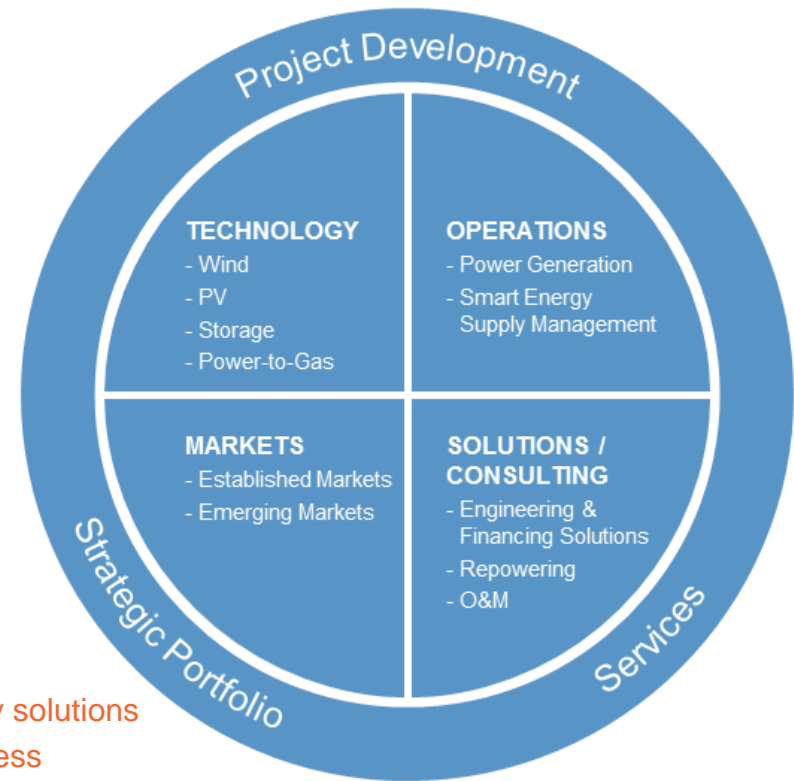 Project Development
TECHNOLOGY
- Wind
- PV
- Storage
- Power-to-Gas
OPERATIONS
- Power Generation
- Smart Energy
Supply Management
MARKETS
- Established Markets
- Emerging Markets
SOLUTIONS /
CONSULTING
- Engineering &
Financing Solutions
- Repowering
- O&M
Strategic Portfolio
Services
solutions